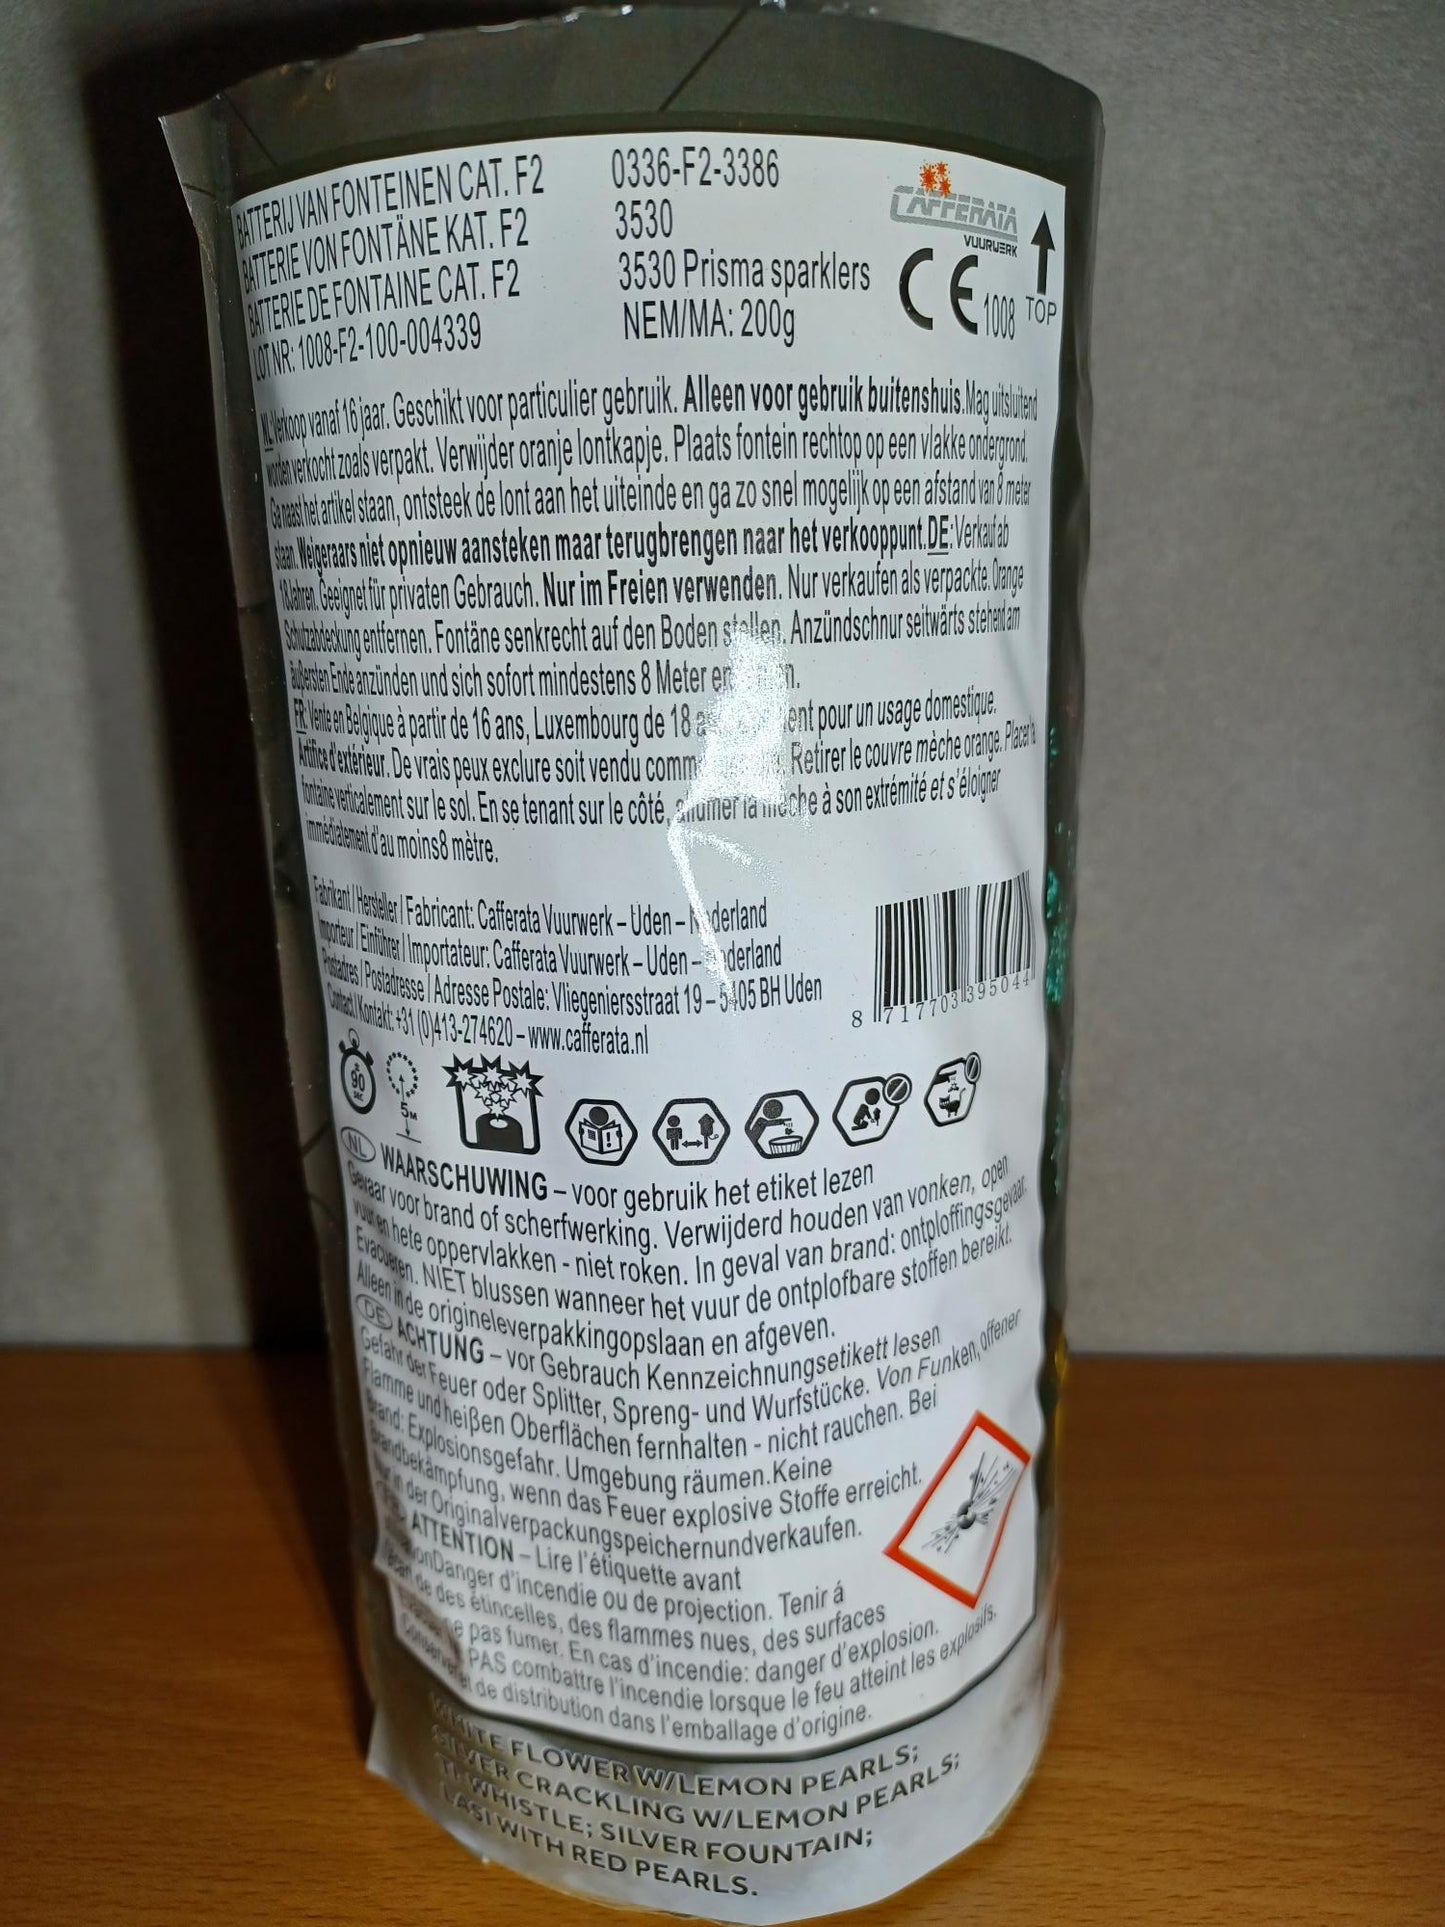 BATTERIJ VAN FONTEINEN CAT. F2
BATTERIE VON FONTÄNE KAT. F2
BATTERIE DE FONTAINE CAT. F2
LOT NR: 1008-F2-100-004339
0336-F2-3386
3530
3530 Prisma sparklers
NEM/MA: 200g
CAFFERATA
VUURWERK
CE 1008
TOP
NL: Verkoop vanaf 16 jaar. Geschikt voor particulier gebruik. Alleen voor gebruik buitenshuis. Mag uitsluitend
worden verkocht zoals verpakt. Verwijder oranje lontkapje. Plaats fontein rechtop op een vlakke ondergrond.
Ga naast het artikel staan, ontsteek de lont aan het uiteinde en ga zo snel mogelijk op een afstand van 8 meter
staan. Weigeraars niet opnieuw aansteken maar terugbrengen naar het verkooppunt. DE: Verkauf ab
18 Jahren. Geeignet für privaten Gebrauch. Nur im Freien verwenden. Nur verkaufen als verpackte. Orange
Schutzabdeckung entfernen. Fontäne senkrecht auf den Boden stellen. Anzündschnur seitwärts stehend am
äußersten Ende anzünden und sich sofort mindestens 8 Meter
FR: Vente en Belgique à partir de 16 ans, Luxembourg de 18 pour un usage domestique.
Artifice d'extérieur. De vrais peux exclure soit vendu Retirer le couvre mèche orange. Placer la
fontaine verticalement sur le sol. En se tenant sur le côté, allumer la mèche à son extrémité et s'éloigner
immédiatement d'au moins8 mètre.
Fabrikant / Hersteller / Fabricant: Cafferata Vuurwerk – Uden – Nederland
Importeur / Einführer / Importateur: Cafferata Vuurwerk – Uden – Nederland
Postadres / Postadresse / Adresse Postale: Vliegeniersstraat 19 – 5405 BH Uden
Contact / Kontakt: +31 (0)413-274620 – www.cafferata.nl
8 717703 395044
90
SEC
5M
NL WAARSCHUWING – voor gebruik het etiket lezen
Gevaar voor brand of scherfwerking. Verwijderd houden van vonken, open
vuur en hete oppervlakken - niet roken. In geval van brand: ontploffingsgevaar.
Evacueren. NIET blussen wanneer het vuur de ontplofbare stoffen bereikt.
Alleen in de origineleverpakkingopslaan en afgeven.
DE ACHTUNG – vor Gebrauch Kennzeichnungsetikett lesen
Gefahr der Feuer oder Splitter, Spreng- und Wurfstücke. Von Funken, offener
Flamme und heißen Oberflächen fernhalten - nicht rauchen. Bei
Brand: Explosionsgefahr. Umgebung räumen.Keine
Brandbekämpfung, wenn das Feuer explosive Stoffe erreicht.
Nur in der Originalverpackungspeichernundverkaufen.
ATTENTION – Lire l'étiquette avant
Danger d'incendie ou de projection. Tenir á
de des étincelles, des flammes nues, des surfaces
pas fumer. En cas d'incendie: danger d'explosion.
PAS combattre l'incendie lorsque le feu atteint les explosifs.
Conserver et de distribution dans l'emballage d'origine.
WHITE FLOWER W/LEMON PEARLS;
SILVER CRACKLING W/LEMON PEARLS;
TI WHISTLE; SILVER FOUNTAIN;
WITH RED PEARLS.